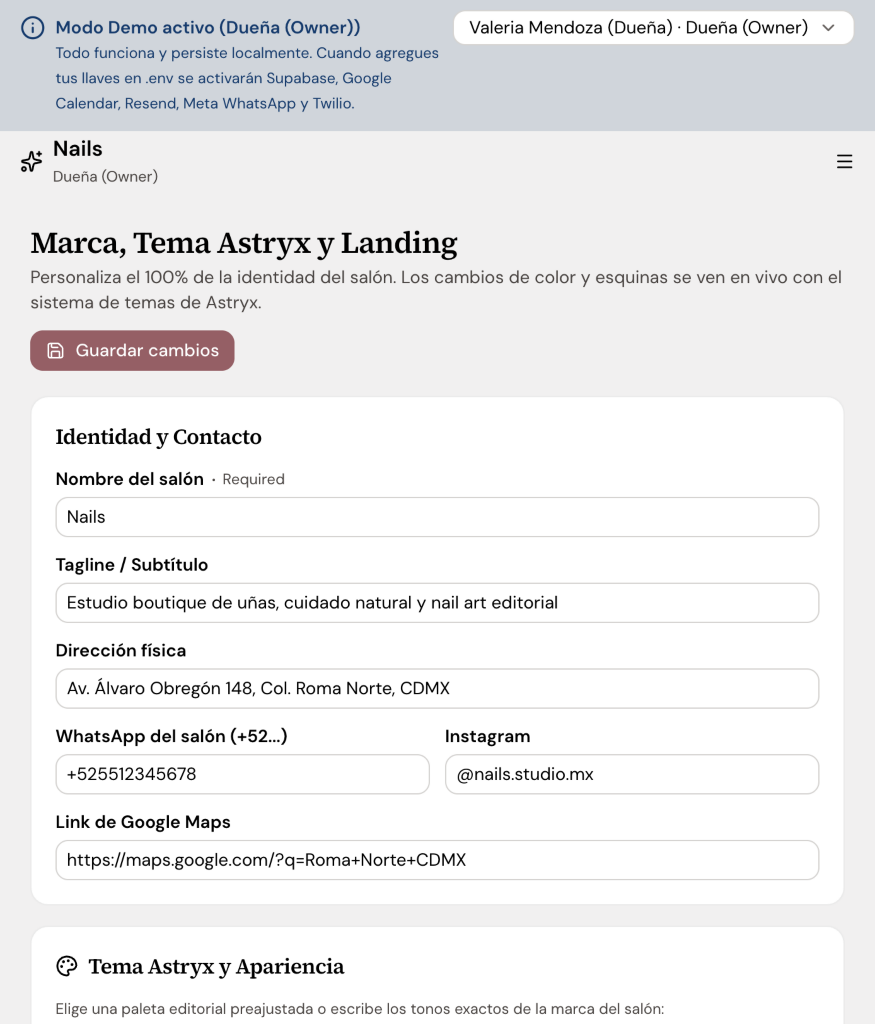 Modo Demo activo (Dueña (Owner))
Todo funciona y persiste localmente. Cuando agregues
tus llaves en .env se activarán Supabase, Google
Calendar, Resend, Meta WhatsApp y Twilio.
Valeria Mendoza (Dueña) · Dueña (Owner)
Nails
Dueña (Owner)
Marca, Tema Astryx y Landing
Personaliza el 100% de la identidad del salón. Los cambios de color y esquinas se ven en vivo con el
sistema de temas de Astryx.
Guardar cambios
Identidad y Contacto
Nombre del salón · Required
Nails
Tagline / Subtítulo
Estudio boutique de uñas, cuidado natural y nail art editorial
Dirección física
Av. Álvaro Obregón 148, Col. Roma Norte, CDMX
WhatsApp del salón (+52...)
+525512345678
Instagram
@nails.studio.mx
Link de Google Maps
https://maps.google.com/?q=Roma+Norte+CDMX
Tema Astryx y Apariencia
Elige una paleta editorial preajustada o escribe los tonos exactos de la marca del salón: